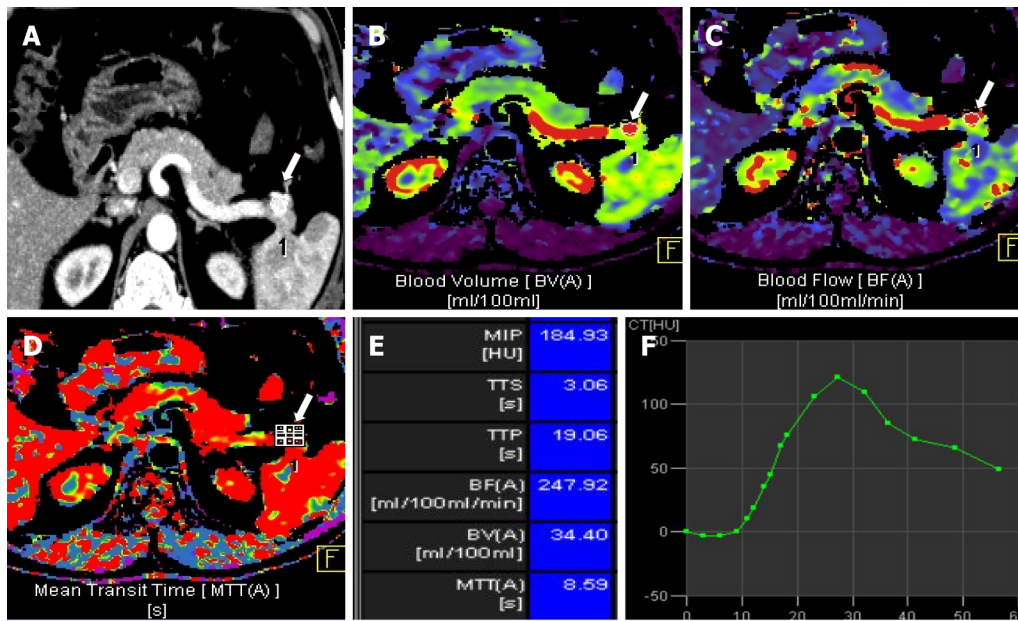 A
1
B
1
F
Blood Volume [ BV(A) ]
[ml/100ml]
C
1
F
Blood Flow [ BF(A) ]
[ml/100ml/min]
D
1
F
Mean Transit Time [ MTT(A) ]
[s]
E
MIP
[HU]
184.93
TTS
[s]
3.06
TTP
[s]
19.06
BF(A)
[ml/100ml/min]
247.92
BV(A)
[ml/100ml]
34.40
MTT(A)
[s]
8.59
CT[HU]
F
100
50
0
-50
0
10
20
30
40
50